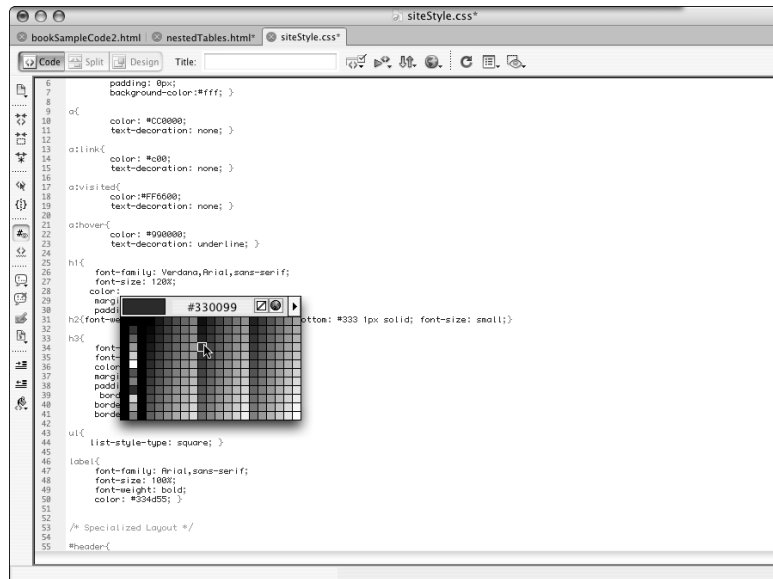 siteStyle.css*
bookSampleCode2.html nestedTables.html* siteStyle.css*
Code Split Design Title:
6 padding: 0px;
7 background-color:#fff; }
8
9 a{
10 color: #CC0000;
11 text-decoration: none; }
12
13 a:link{
14 color: #c00;
15 text-decoration: none; }
16
17 a:visited{
18 color:#FF6600;
19 text-decoration: none; }
20
21 a:hover{
22 color: #990000;
23 text-decoration: underline; }
24
25 h1{
26 font-family: Verdana,Arial,sans-serif;
27 font-size: 120%;
28 color:
29 margi
30 paddi
#330099
31 h2{font-we ottom: #333 1px solid; font-size: small;}
32
33 h3{
34 font-
35 font-
36 color
37 margi
38 paddi
39 bord
40 borde
41 borde
42
43 ul{
44 list-style-type: square; }
45
46 label{
47 font-family: Arial,sans-serif;
48 font-size: 100%;
49 font-weight: bold;
50 color: #334d55; }
51
52
53 /* Specialized Layout */
54
55 #header{